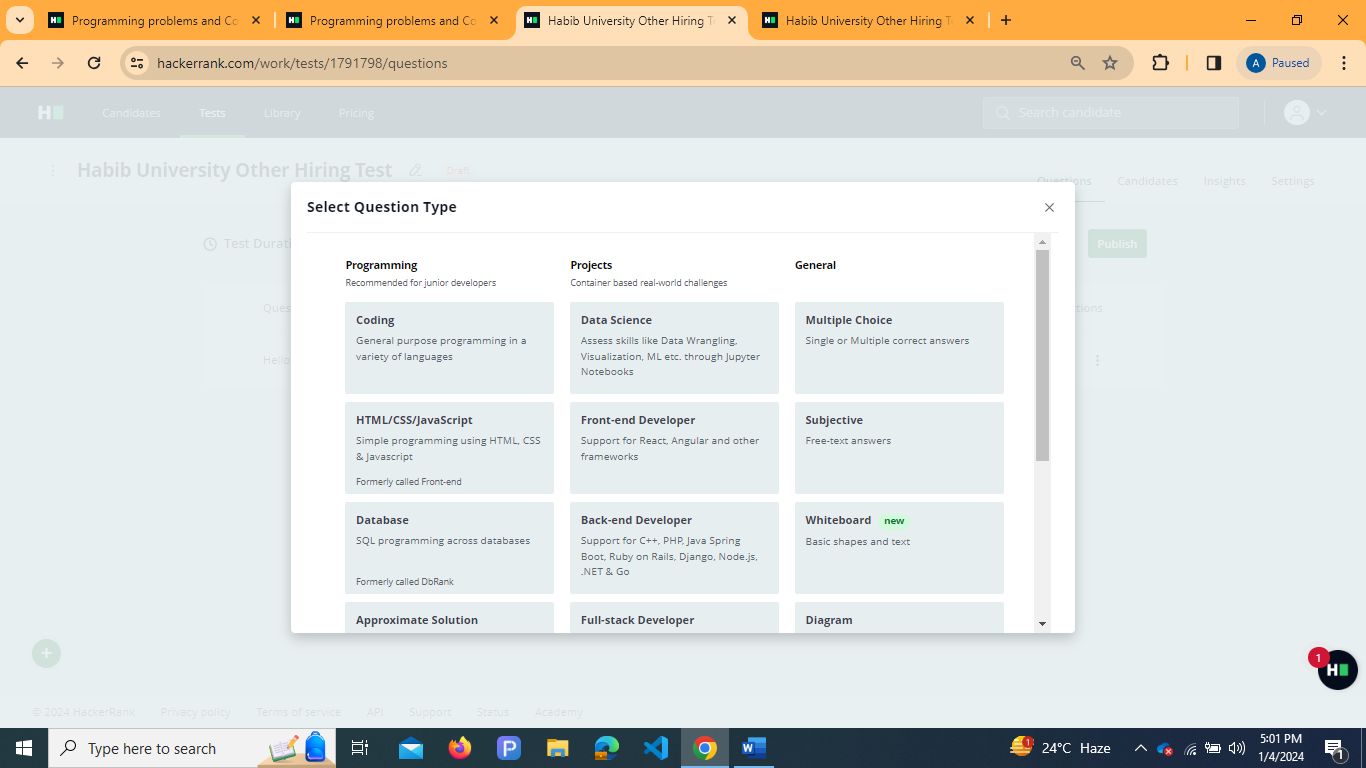 Programming problems and Co
Programming problems and Co
Habib University Other Hiring T
Habib University Other Hiring T
hackerrank.com/work/tests/1791798/questions
A Paused
H
Candidates
Tests
Library
Pricing
Search candidate
Habib University Other Hiring Test
Draft
Questions
Candidates
Insights
Settings
Select Question Type
Test Durati
Publish
Programming
Recommended for junior developers
Projects
Container based real-world challenges
General
Ques
tions
Coding
General purpose programming in a
variety of languages
Data Science
Assess skills like Data Wrangling,
Visualization, ML etc. through Jupyter
Notebooks
Multiple Choice
Single or Multiple correct answers
Hello
HTML/CSS/JavaScript
Simple programming using HTML, CSS
& Javascript
Formerly called Front-end
Front-end Developer
Support for React, Angular and other
frameworks
Subjective
Free-text answers
Database
SQL programming across databases
Formerly called DbRank
Back-end Developer
Support for C++, PHP, Java Spring
Boot, Ruby on Rails, Django, Node.js,
.NET & Go
Whiteboard new
Basic shapes and text
Approximate Solution
Full-stack Developer
Diagram
1
H
© 2024 HackerRank
Privacy policy
Terms of service
API
Support
Status
Academy
Type here to search
1
24°C Haze
5:01 PM
1/4/2024
1